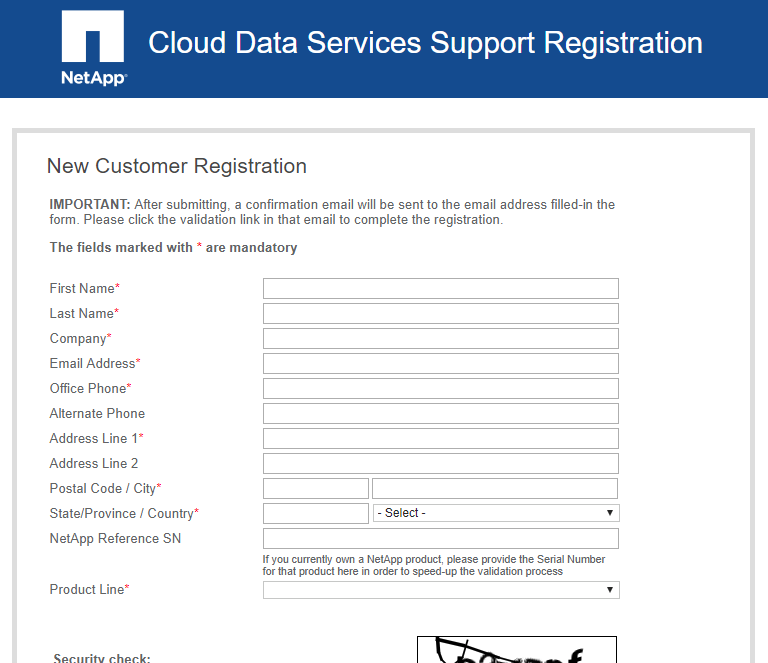 NetApp
Cloud Data Services Support Registration
New Customer Registration
IMPORTANT: After submitting, a confirmation email will be sent to the email address filled-in the
form. Please click the validation link in that email to complete the registration.
The fields marked with * are mandatory
First Name*
Last Name*
Company*
Email Address*
Office Phone*
Alternate Phone
Address Line 1*
Address Line 2
Postal Code / City*
State/Province / Country* - Select -
NetApp Reference SN
If you currently own a NetApp product, please provide the Serial Number
for that product here in order to speed-up the validation process
Product Line*
Security check: